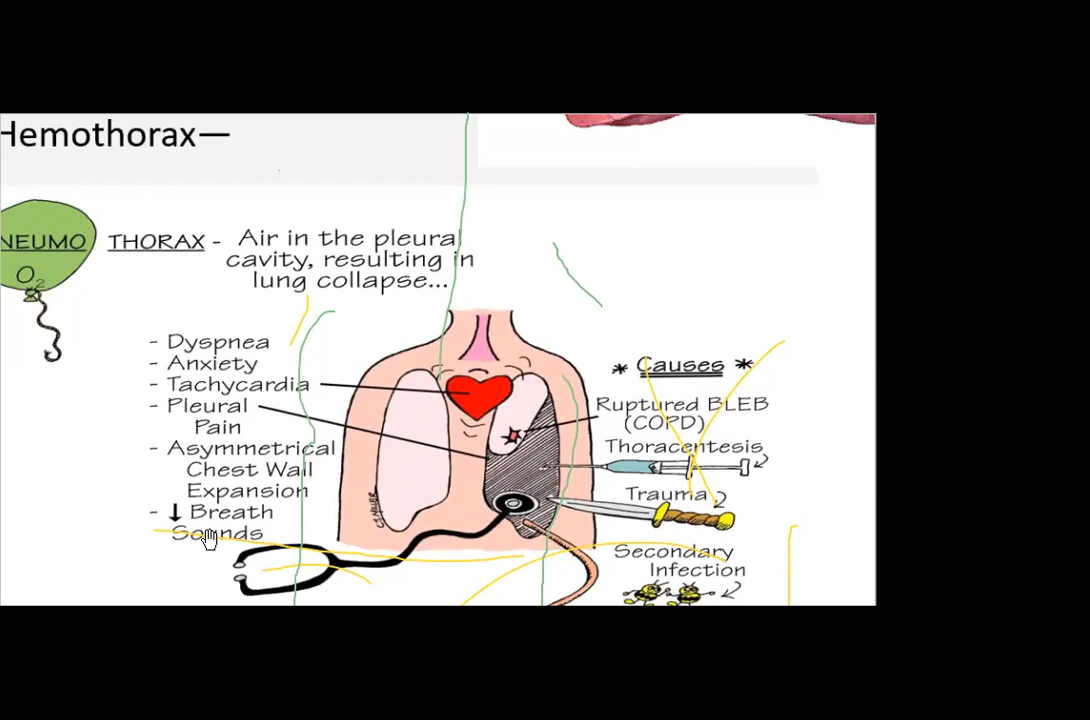 Hemothorax—
NEUMO THORAX - Air in the pleural
cavity, resulting in
lung collapse...
O2
- Dyspnea
- Anxiety
- Tachycardia
- Pleural
Pain
- Asymmetrical
Chest Wall
Expansion
- ↓ Breath
Sounds
C.MILLER
* Causes *
Ruptured BLEB
(COPD)
Thoracentesis
Trauma
Secondary
Infection